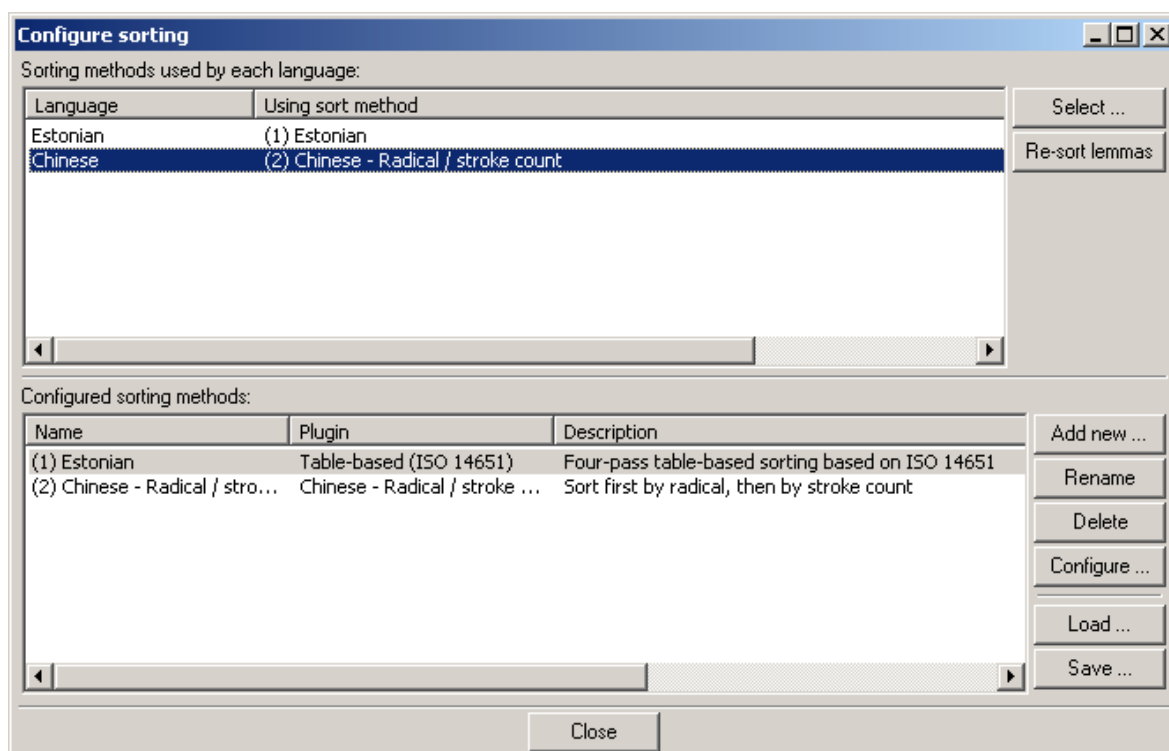 Configure sorting
Sorting methods used by each language:
Language Using sort method
Select ...
Estonian (1) Estonian
Chinese (2) Chinese - Radical / stroke count
Re-sort lemmas
Configured sorting methods:
Name Plugin Description
Add new ...
(1) Estonian Table-based (ISO 14651) Four-pass table-based sorting based on ISO 14651
(2) Chinese - Radical / stro... Chinese - Radical / stroke ... Sort first by radical, then by stroke count
Rename
Delete
Configure ...
Load ...
Save ...
Close